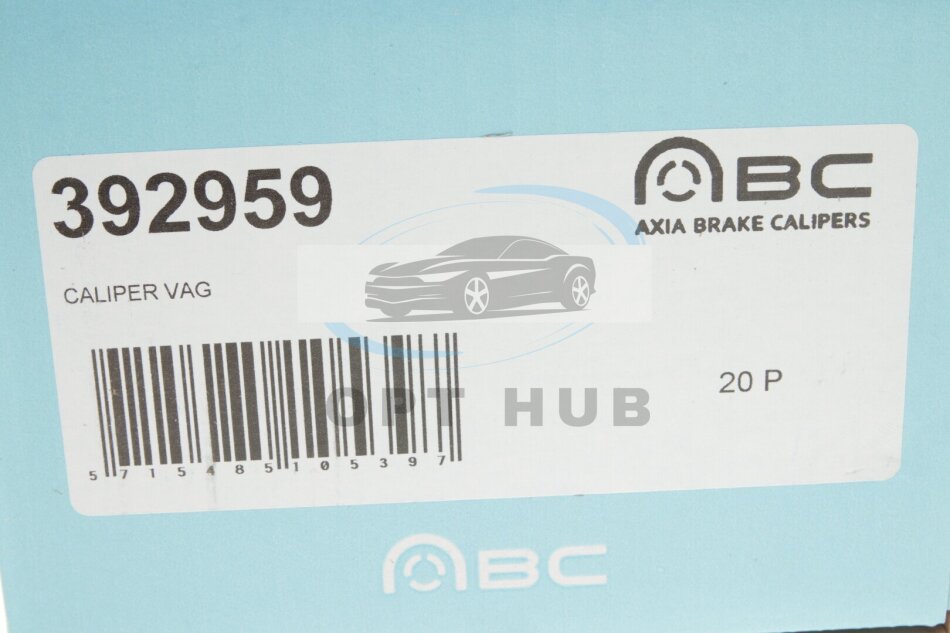 392959
ABC
AXIA BRAKE CALIPERS
CALIPER VAG
20 P
OPT HUB
5715485105397
ABC